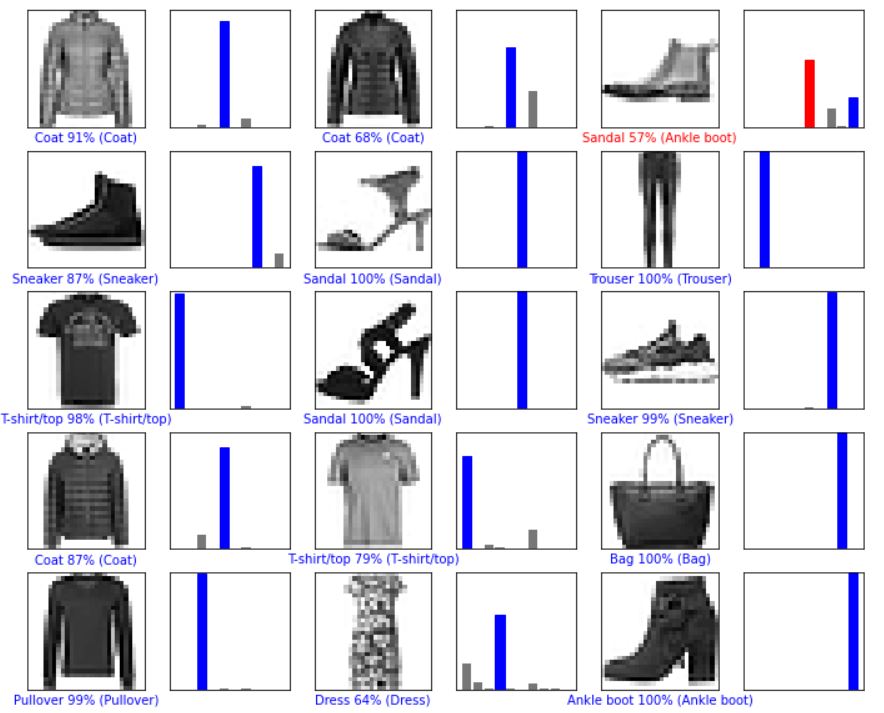 Coat 91% (Coat)
Coat 68% (Coat)
Sandal 57% (Ankle boot)
Sneaker 87% (Sneaker)
Sandal 100% (Sandal)
Trouser 100% (Trouser)
T-shirt/top 98% (T-shirt/top)
Sandal 100% (Sandal)
Sneaker 99% (Sneaker)
Coat 87% (Coat)
T-shirt/top 79% (T-shirt/top)
Bag 100% (Bag)
Pullover 99% (Pullover)
Dress 64% (Dress)
Ankle boot 100% (Ankle boot)